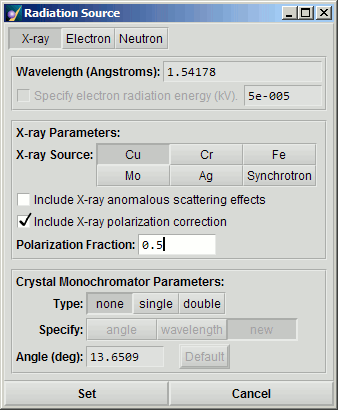 Radiation Source
X-ray Electron Neutron
Wavelength (Angstroms): 1.54178
Specify electron radiation energy (kV). 5e-005
X-ray Parameters:
X-ray Source: Cu Cr Fe
Mo Ag Synchrotron
Include X-ray anomalous scattering effects
Include X-ray polarization correction
Polarization Fraction: 0.5
Crystal Monochromator Parameters:
Type: none single double
Specify: angle wavelength new
Angle (deg): 13.6509 Default
Set Cancel